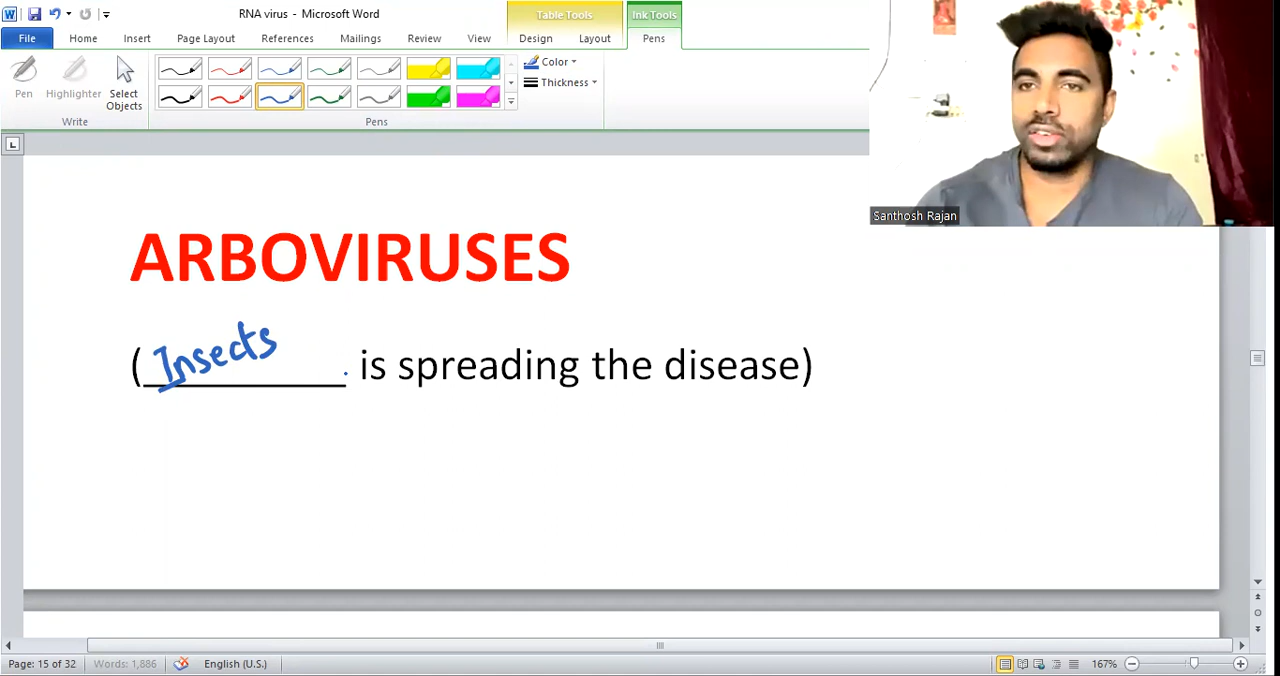 RNA virus - Microsoft Word
Table Tools
Ink Tools
File
Home
Insert
Page Layout
References
Mailings
Review
View
Design
Layout
Pens
Pen
Highlighter
Select
Objects
Color
Thickness
Write
Pens
Santhosh Rajan
ARBOVIRUSES
(Insects is spreading the disease)
Page: 15 of 32
Words: 1,886
English (U.S.)
167%